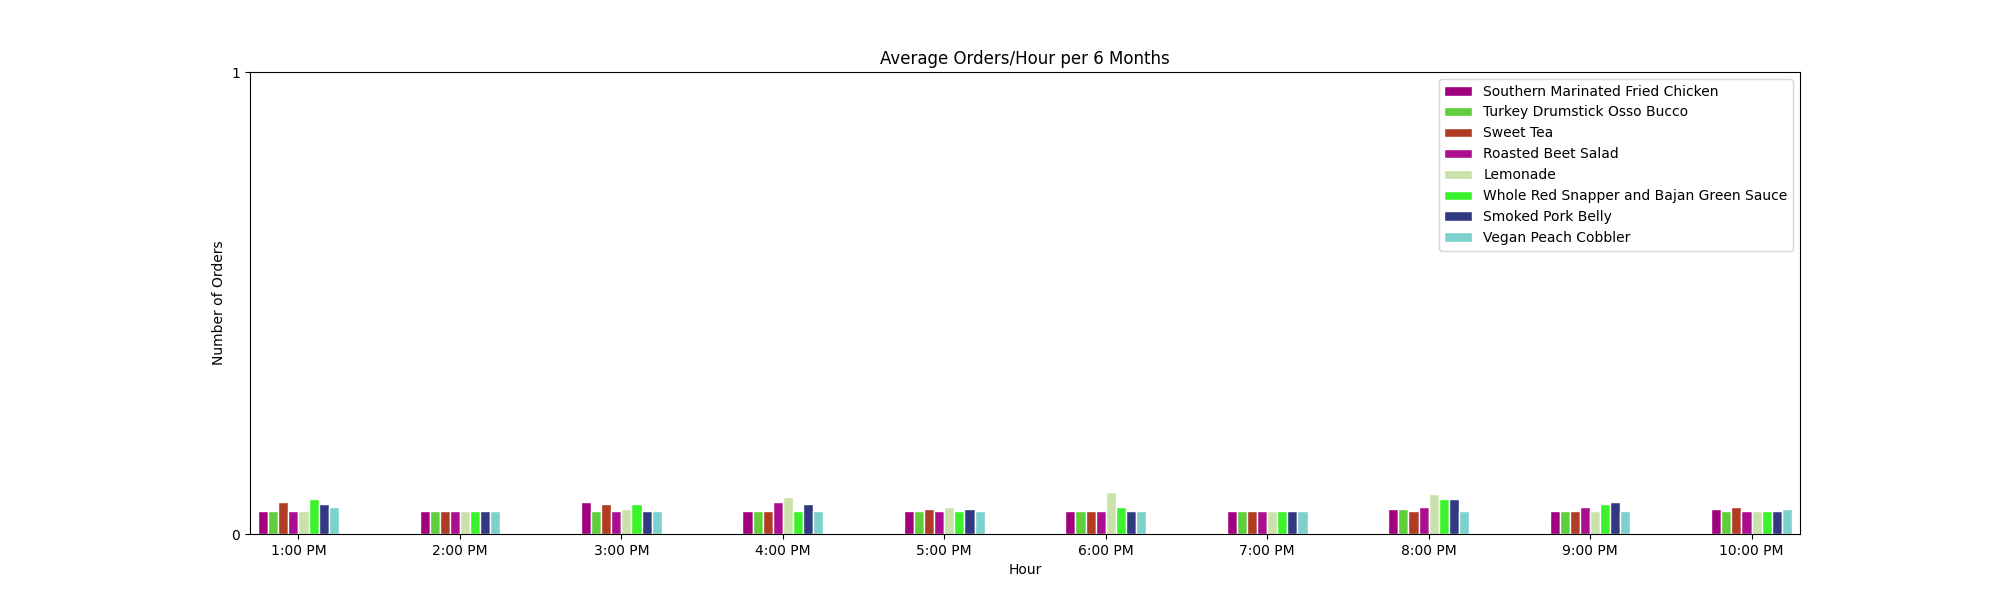 Average Orders/Hour per 6 Months
1
0
Number of Orders
Southern Marinated Fried Chicken
Turkey Drumstick Osso Bucco
Sweet Tea
Roasted Beet Salad
Lemonade
Whole Red Snapper and Bajan Green Sauce
Smoked Pork Belly
Vegan Peach Cobbler
1:00 PM 2:00 PM 3:00 PM 4:00 PM 5:00 PM 6:00 PM 7:00 PM 8:00 PM 9:00 PM 10:00 PM
Hour